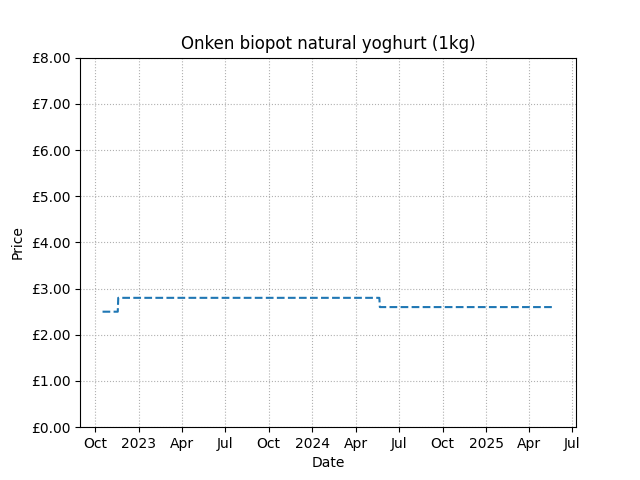 Onken biopot natural yoghurt (1kg)
£8.00
£7.00
£6.00
£5.00
£4.00
£3.00
£2.00
£1.00
£0.00
Price
Oct 2023 Apr Jul Oct 2024 Apr Jul Oct 2025 Apr Jul
Date